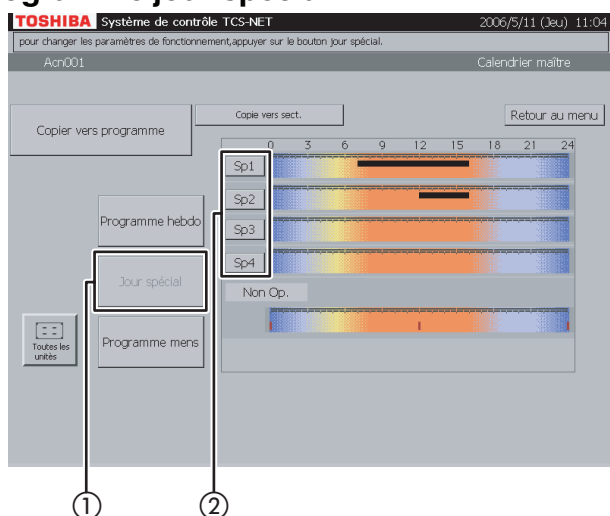 TOSHIBA Système de contrôle TCS-NET 2006/5/11 (Jeu) 11:04
pour changer les paramètres de fonctionnement,appuyer sur le bouton jour spécial.
Acn001 Calendrier maître
Copier vers programme
Copie vers sect.
Retour au menu
0 3 6 9 12 15 18 21 24
Sp1
Sp2
Programme hebdo
Sp3
Sp4
Jour spécial
Non Op.
Toutes les
unités
Programme mens
① ②